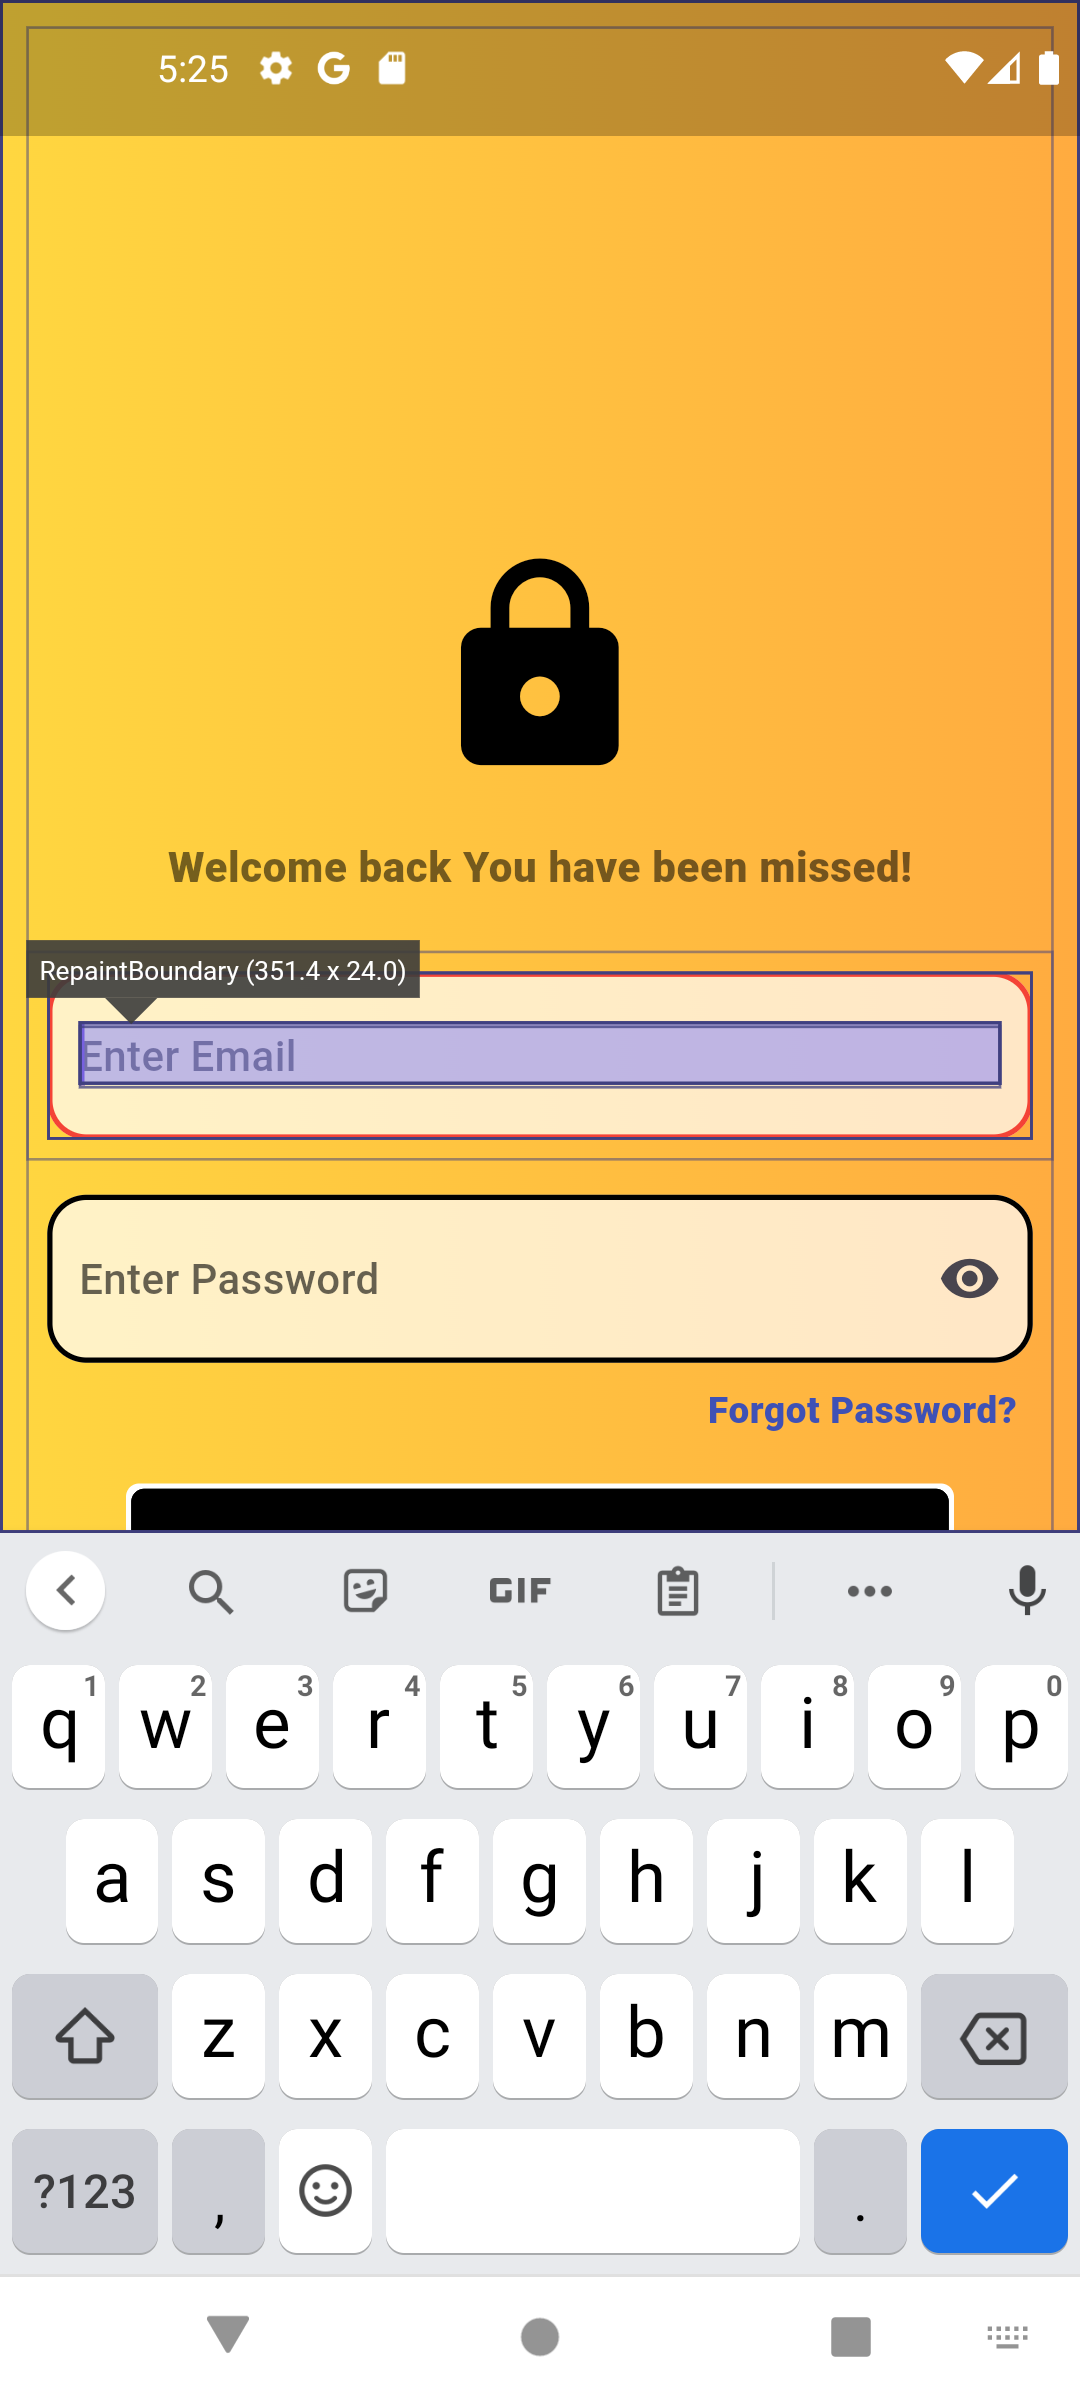 5:25
Welcome back You have been missed!
RepaintBoundary (351.4 x 24.0)
Enter Email
Enter Password
Forgot Password?
GIF
1 2 3 4 5 6 7 8 9 0
q w e r t y u i o p
a s d f g h j k l
z x c v b n m
?123 , .